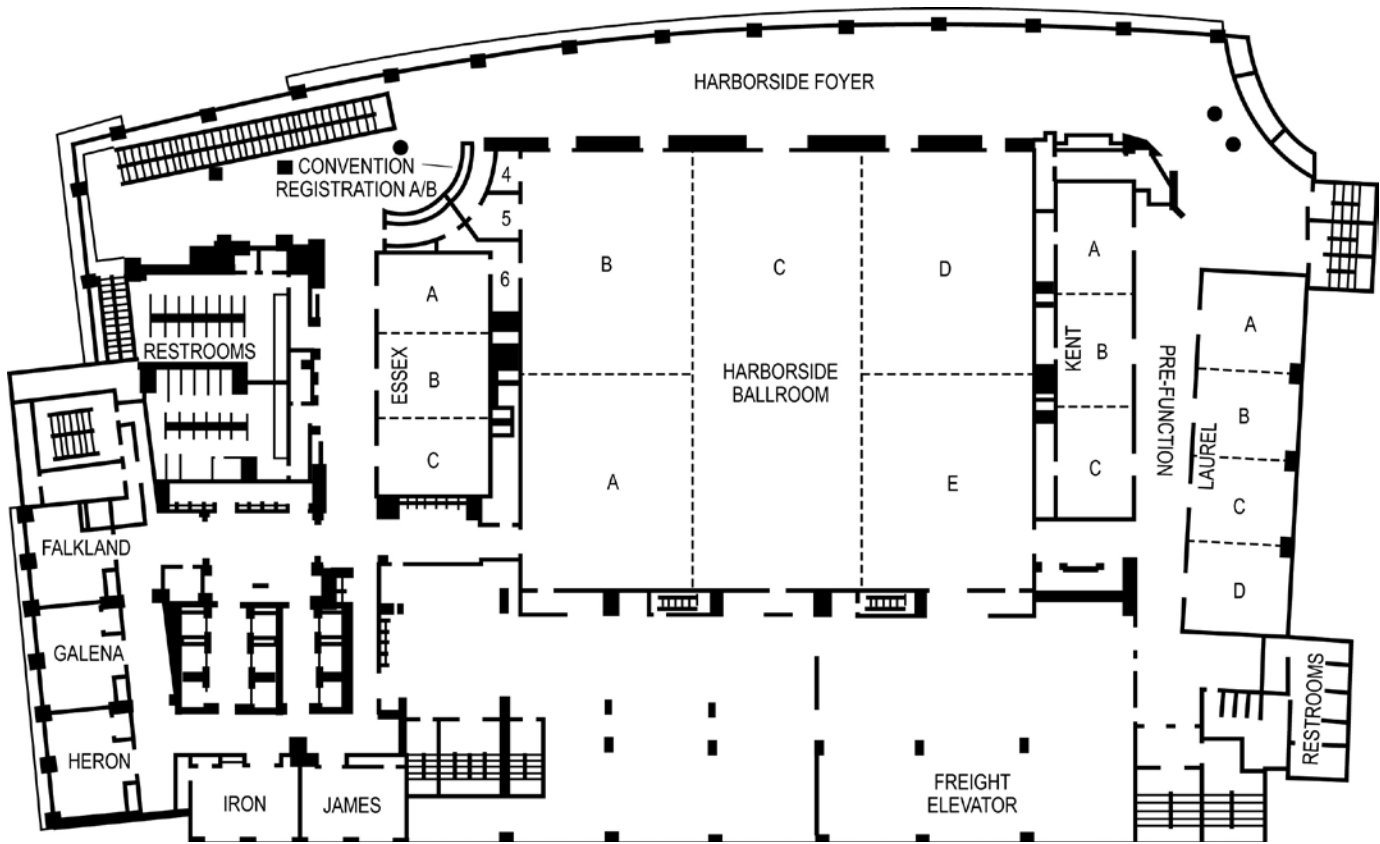 HARBORSIDE FOYER
CONVENTION
REGISTRATION A/B
4
5
6
B
C
D
A
B
C
ESSEX
HARBORSIDE
BALLROOM
A
E
A
B
C
KENT
PRE-FUNCTION
A
B
C
D
LAUREL
RESTROOMS
FALKLAND
GALENA
HERON
IRON
JAMES
FREIGHT
ELEVATOR
RESTROOMS